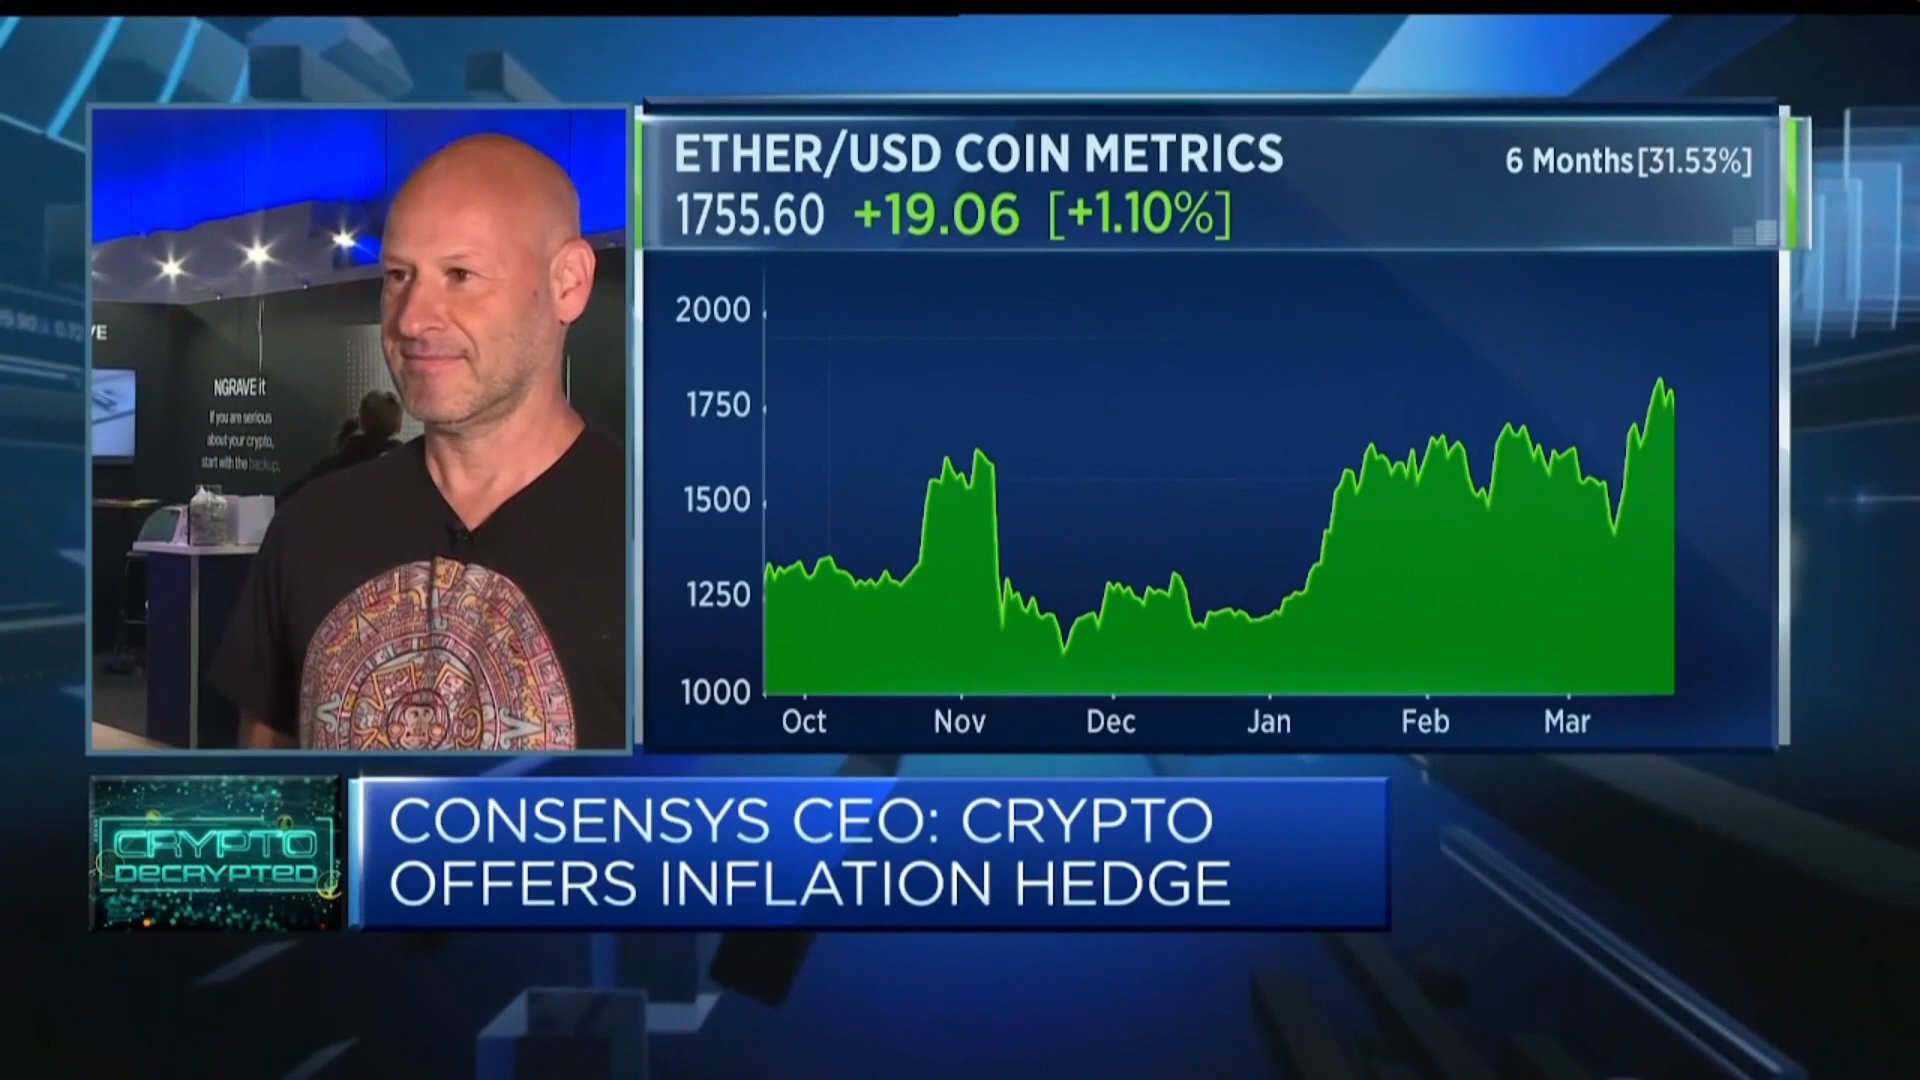 ETHER/USD COIN METRICS
6 Months[31.53%]
1755.60 +19.06 [+1.10%]
2000
1750
1500
1250
1000
Oct Nov Dec Jan Feb Mar
VE
NGRAVE it
If you are serious
about your crypto,
start with the backup.
CRYPTO
DECRYPTED
CONSENSYS CEO: CRYPTO
OFFERS INFLATION HEDGE